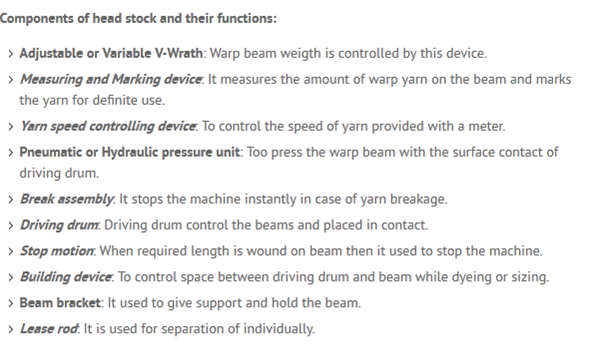 Components of head stock and their functions:
> Adjustable or Variable V-Wrath: Warp beam weigth is controlled by this device.
> Measuring and Marking device: It measures the amount of warp yarn on the beam and marks
the yarn for definite use.
> Yarn speed controlling device: To control the speed of yarn provided with a meter.
> Pneumatic or Hydraulic pressure unit: Too press the warp beam with the surface contact of
driving drum.
> Break assembly: It stops the machine instantly in case of yarn breakage.
> Driving drum: Driving drum control the beams and placed in contact.
> Stop motion: When required length is wound on beam then it used to stop the machine.
> Building device: To control space between driving drum and beam while dyeing or sizing.
> Beam bracket: It used to give support and hold the beam.
> Lease rod: It is used for separation of individually.